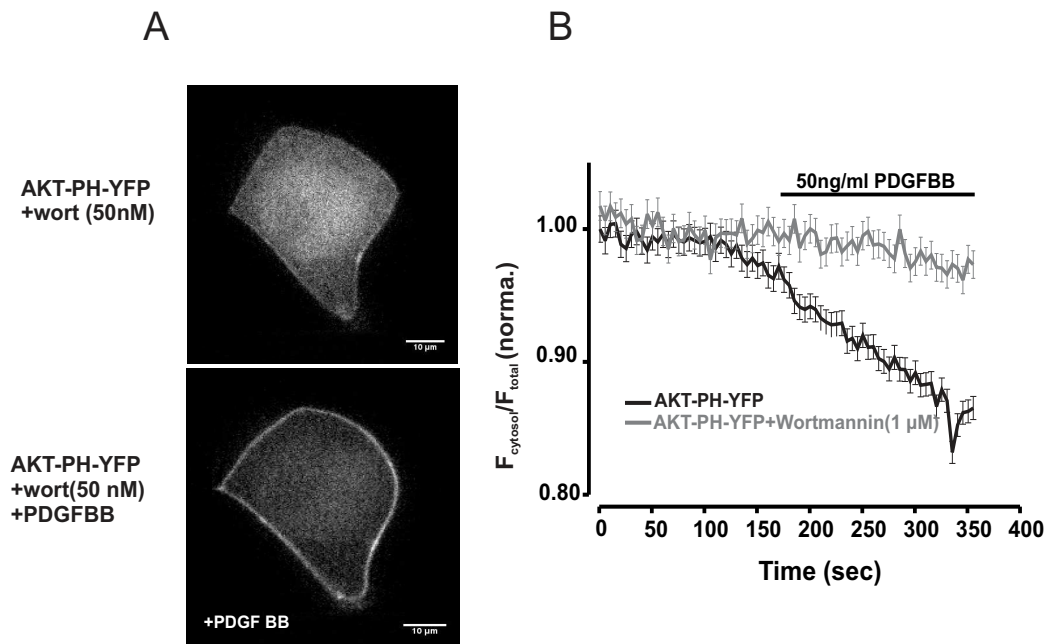 A
AKT-PH-YFP
+wort (50nM)
10 µm
AKT-PH-YFP
+wort(50 nM)
+PDGFBB
+PDGF BB
10 µm
B
50ng/ml PDGFBB
1.00
0.90
0.80
F cytosol/F total (norma.)
AKT-PH-YFP
AKT-PH-YFP+Wortmannin(1 µM)
0 50 100 150 200 250 300 350 400
Time (sec)